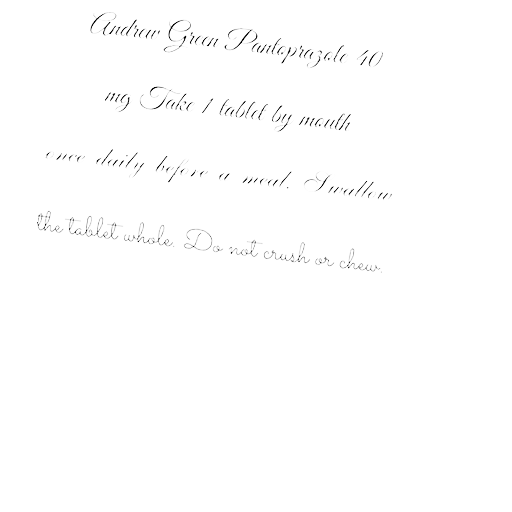 Andrew Green Pantoprazole 40
mg Take 1 tablet by mouth
once daily before a meal. Swallow
the tablet whole. Do not crush or chew.